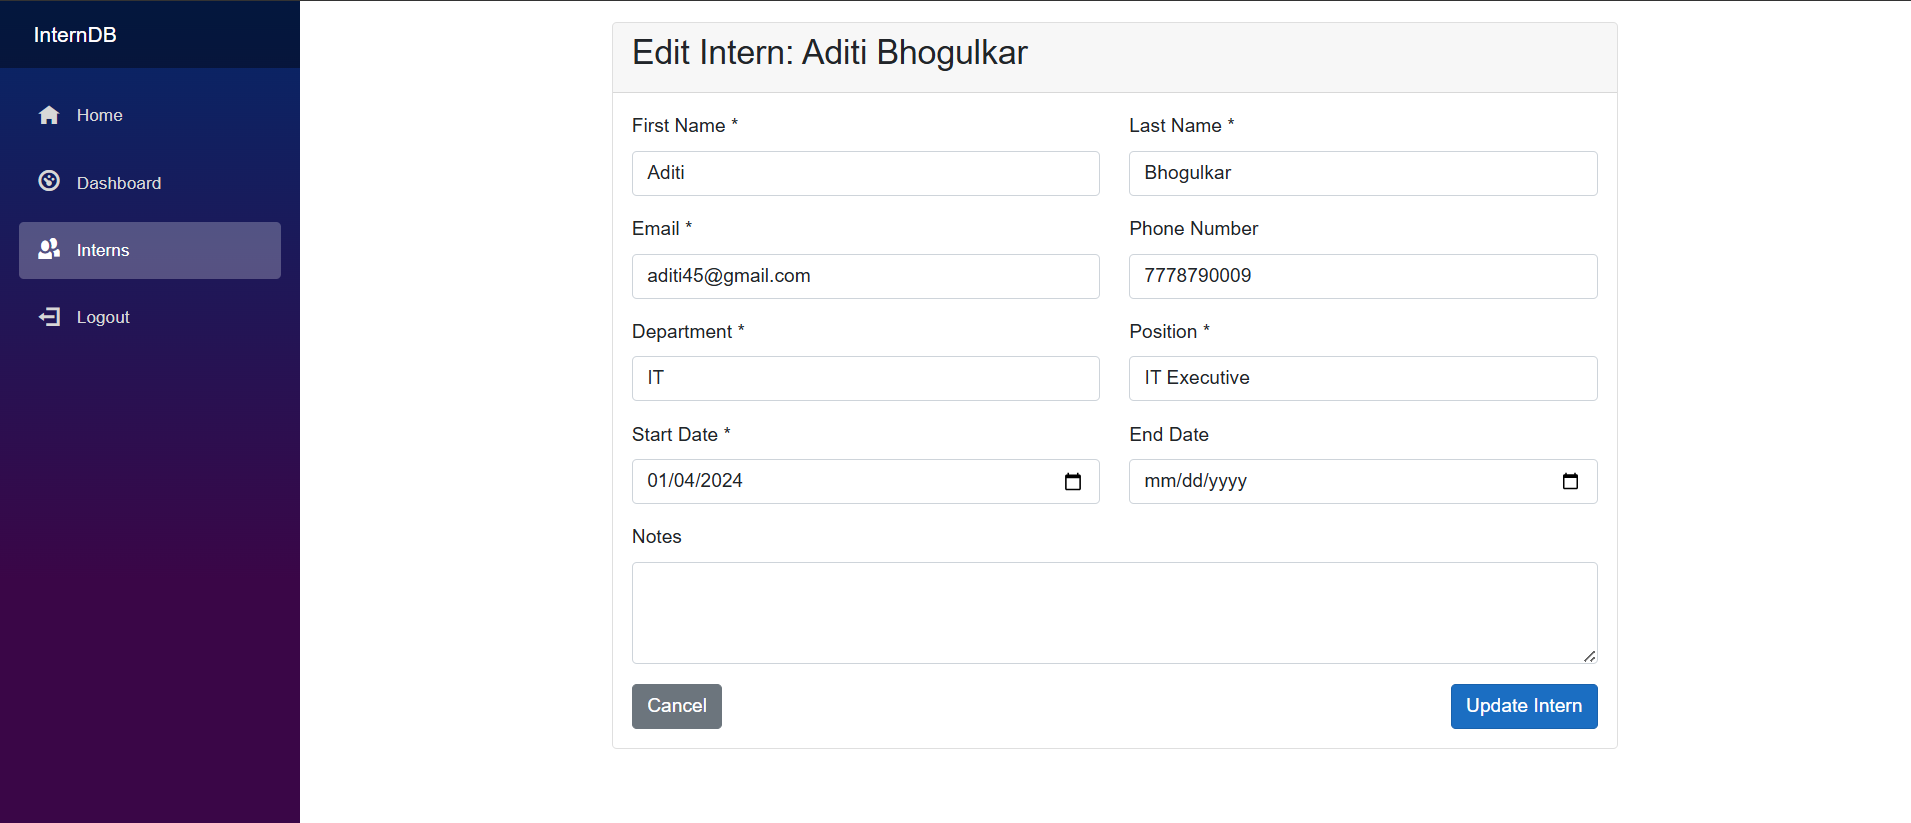 InternDB
Home
Dashboard
Interns
Logout
Edit Intern: Aditi Bhogulkar
First Name *
Last Name *
Aditi
Bhogulkar
Email *
Phone Number
aditi45@gmail.com
7778790009
Department *
Position *
IT
IT Executive
Start Date *
End Date
01/04/2024
mm/dd/yyyy
Notes
Cancel
Update Intern